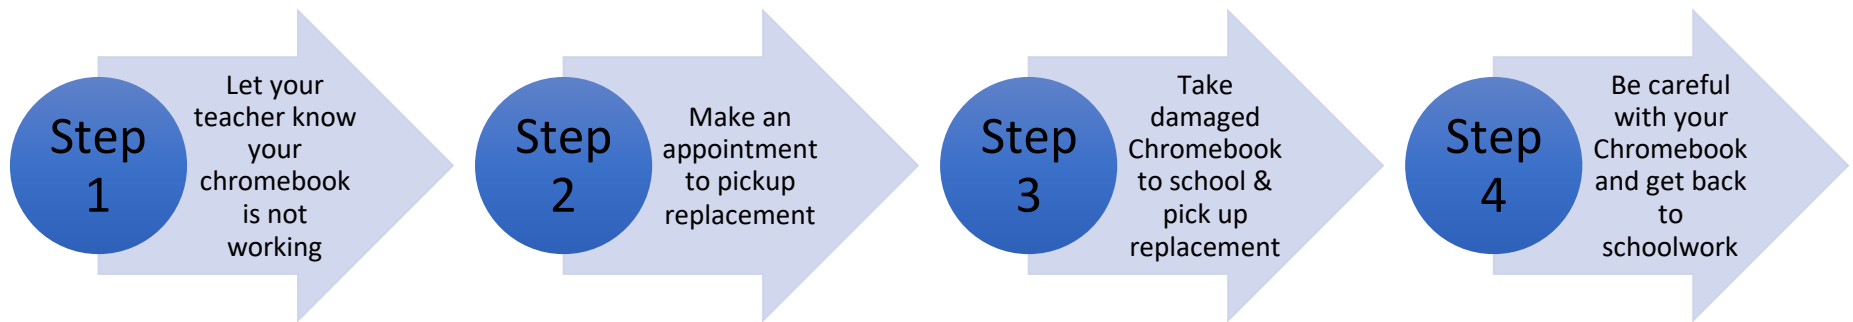 Step
1
Let your
teacher know
your
chromebook
is not
working
Step
2
Make an
appointment
to pickup
replacement
Step
3
Take
damaged
Chromebook
to school &
pick up
replacement
Step
4
Be careful
with your
Chromebook
and get back
to
schoolwork